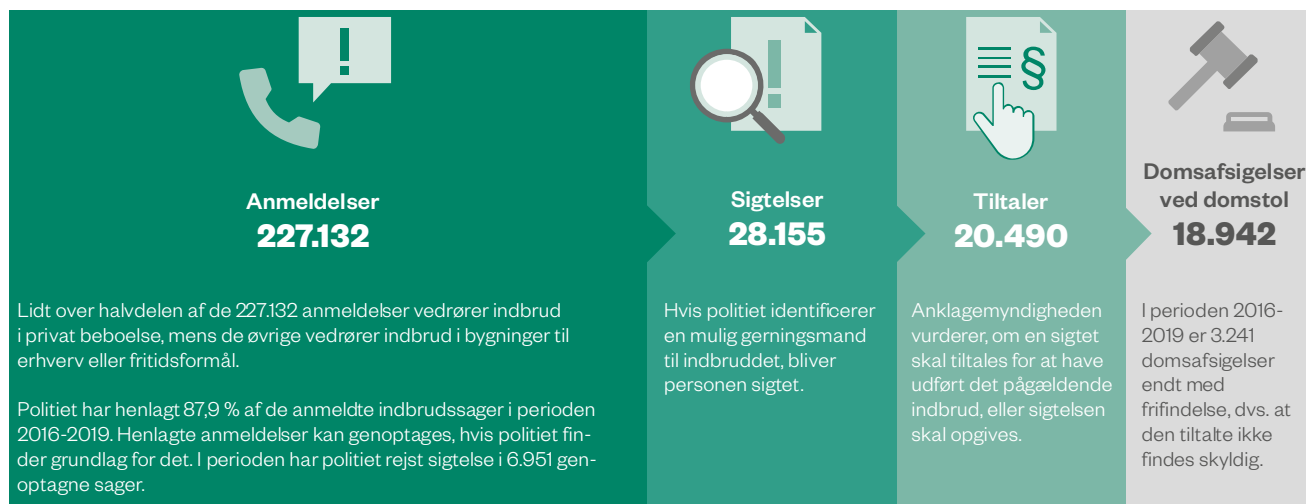 !
Anmeldelser
227.132
Lidt over halvdelen af de 227.132 anmeldelser vedrører indbrud
i privat beboelse, mens de øvrige vedrører indbrud i bygninger til
erhverv eller fritidsformål.
Politiet har henlagt 87,9 % af de anmeldte indbrudssager i perioden
2016-2019. Henlagte anmeldelser kan genoptages, hvis politiet fin-
der grundlag for det. I perioden har politiet rejst sigtelse i 6.951 gen-
optagne sager.
!
Sigtelser
28.155
Hvis politiet identificerer
en mulig gerningsmand
til indbruddet, bliver
personen sigtet.
§
Tiltaler
20.490
Anklagemyndigheden
vurderer, om en sigtet
skal tiltales for at have
udført det pågældende
indbrud, eller sigtelsen
skal opgives.
Domsafsigelser
ved domstol
18.942
I perioden 2016-
2019 er 3.241
domsafsigelser
endt med
frifindelse, dvs. at
den tiltalte ikke
findes skyldig.